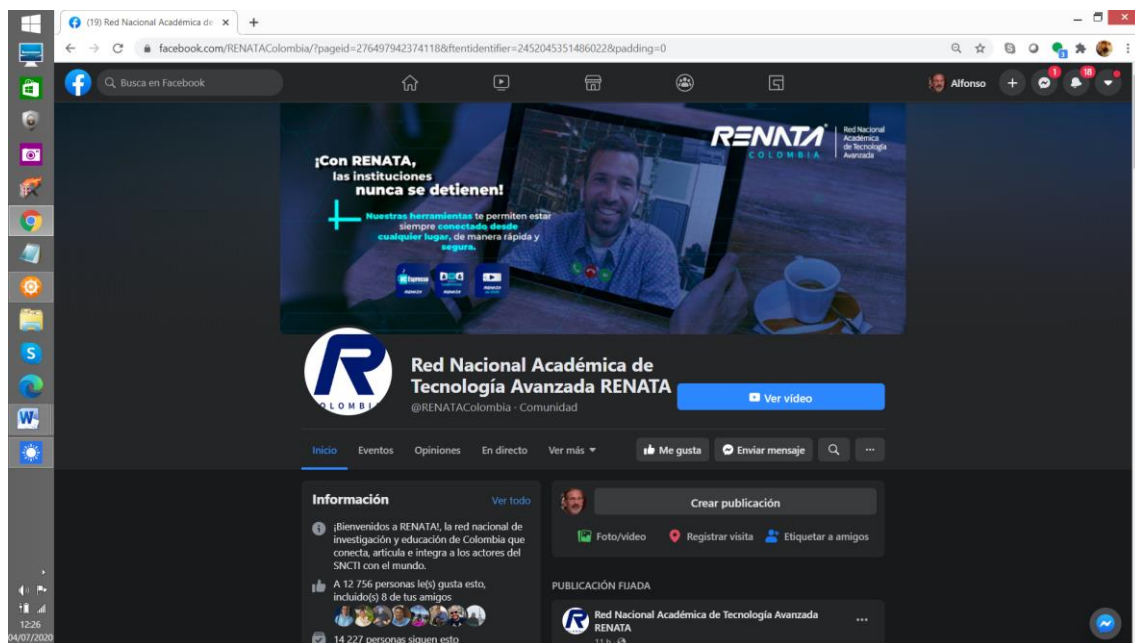 (19) Red Nacional Académica de
facebook.com/RENATAColombia/?pageid=276497942374118&ftentidentifier=2452045351486022&padding=0
Busca en Facebook
Alfonso
1
18
¡Con RENATA,
las instituciones
nunca se detienen!
Nuestras herramientas te permiten estar
siempre conectado desde
cualquier lugar, de manera rápida y
segura.
RENATA
COLOMBIA
Red Nacional
Académica
de Tecnología
Avanzada
R
COLOMBIA
Red Nacional Académica de
Tecnología Avanzada RENATA
@RENATAColombia · Comunidad
Ver vídeo
Inicio Eventos Opiniones En directo Ver más
Me gusta Enviar mensaje
Información Ver todo
¡Bienvenidos a RENATA!, la red nacional de
investigación y educación de Colombia que
conecta, articula e integra a los actores del
SNCTI con el mundo.
A 12 756 personas le(s) gusta esto,
incluido(s) 8 de tus amigos
14 227 personas siguen esto
Crear publicación
Foto/vídeo Registrar visita Etiquetar a amigos
PUBLICACIÓN FIJADA
Red Nacional Académica de Tecnología Avanzada
RENATA
11 h
12:26
04/07/2020